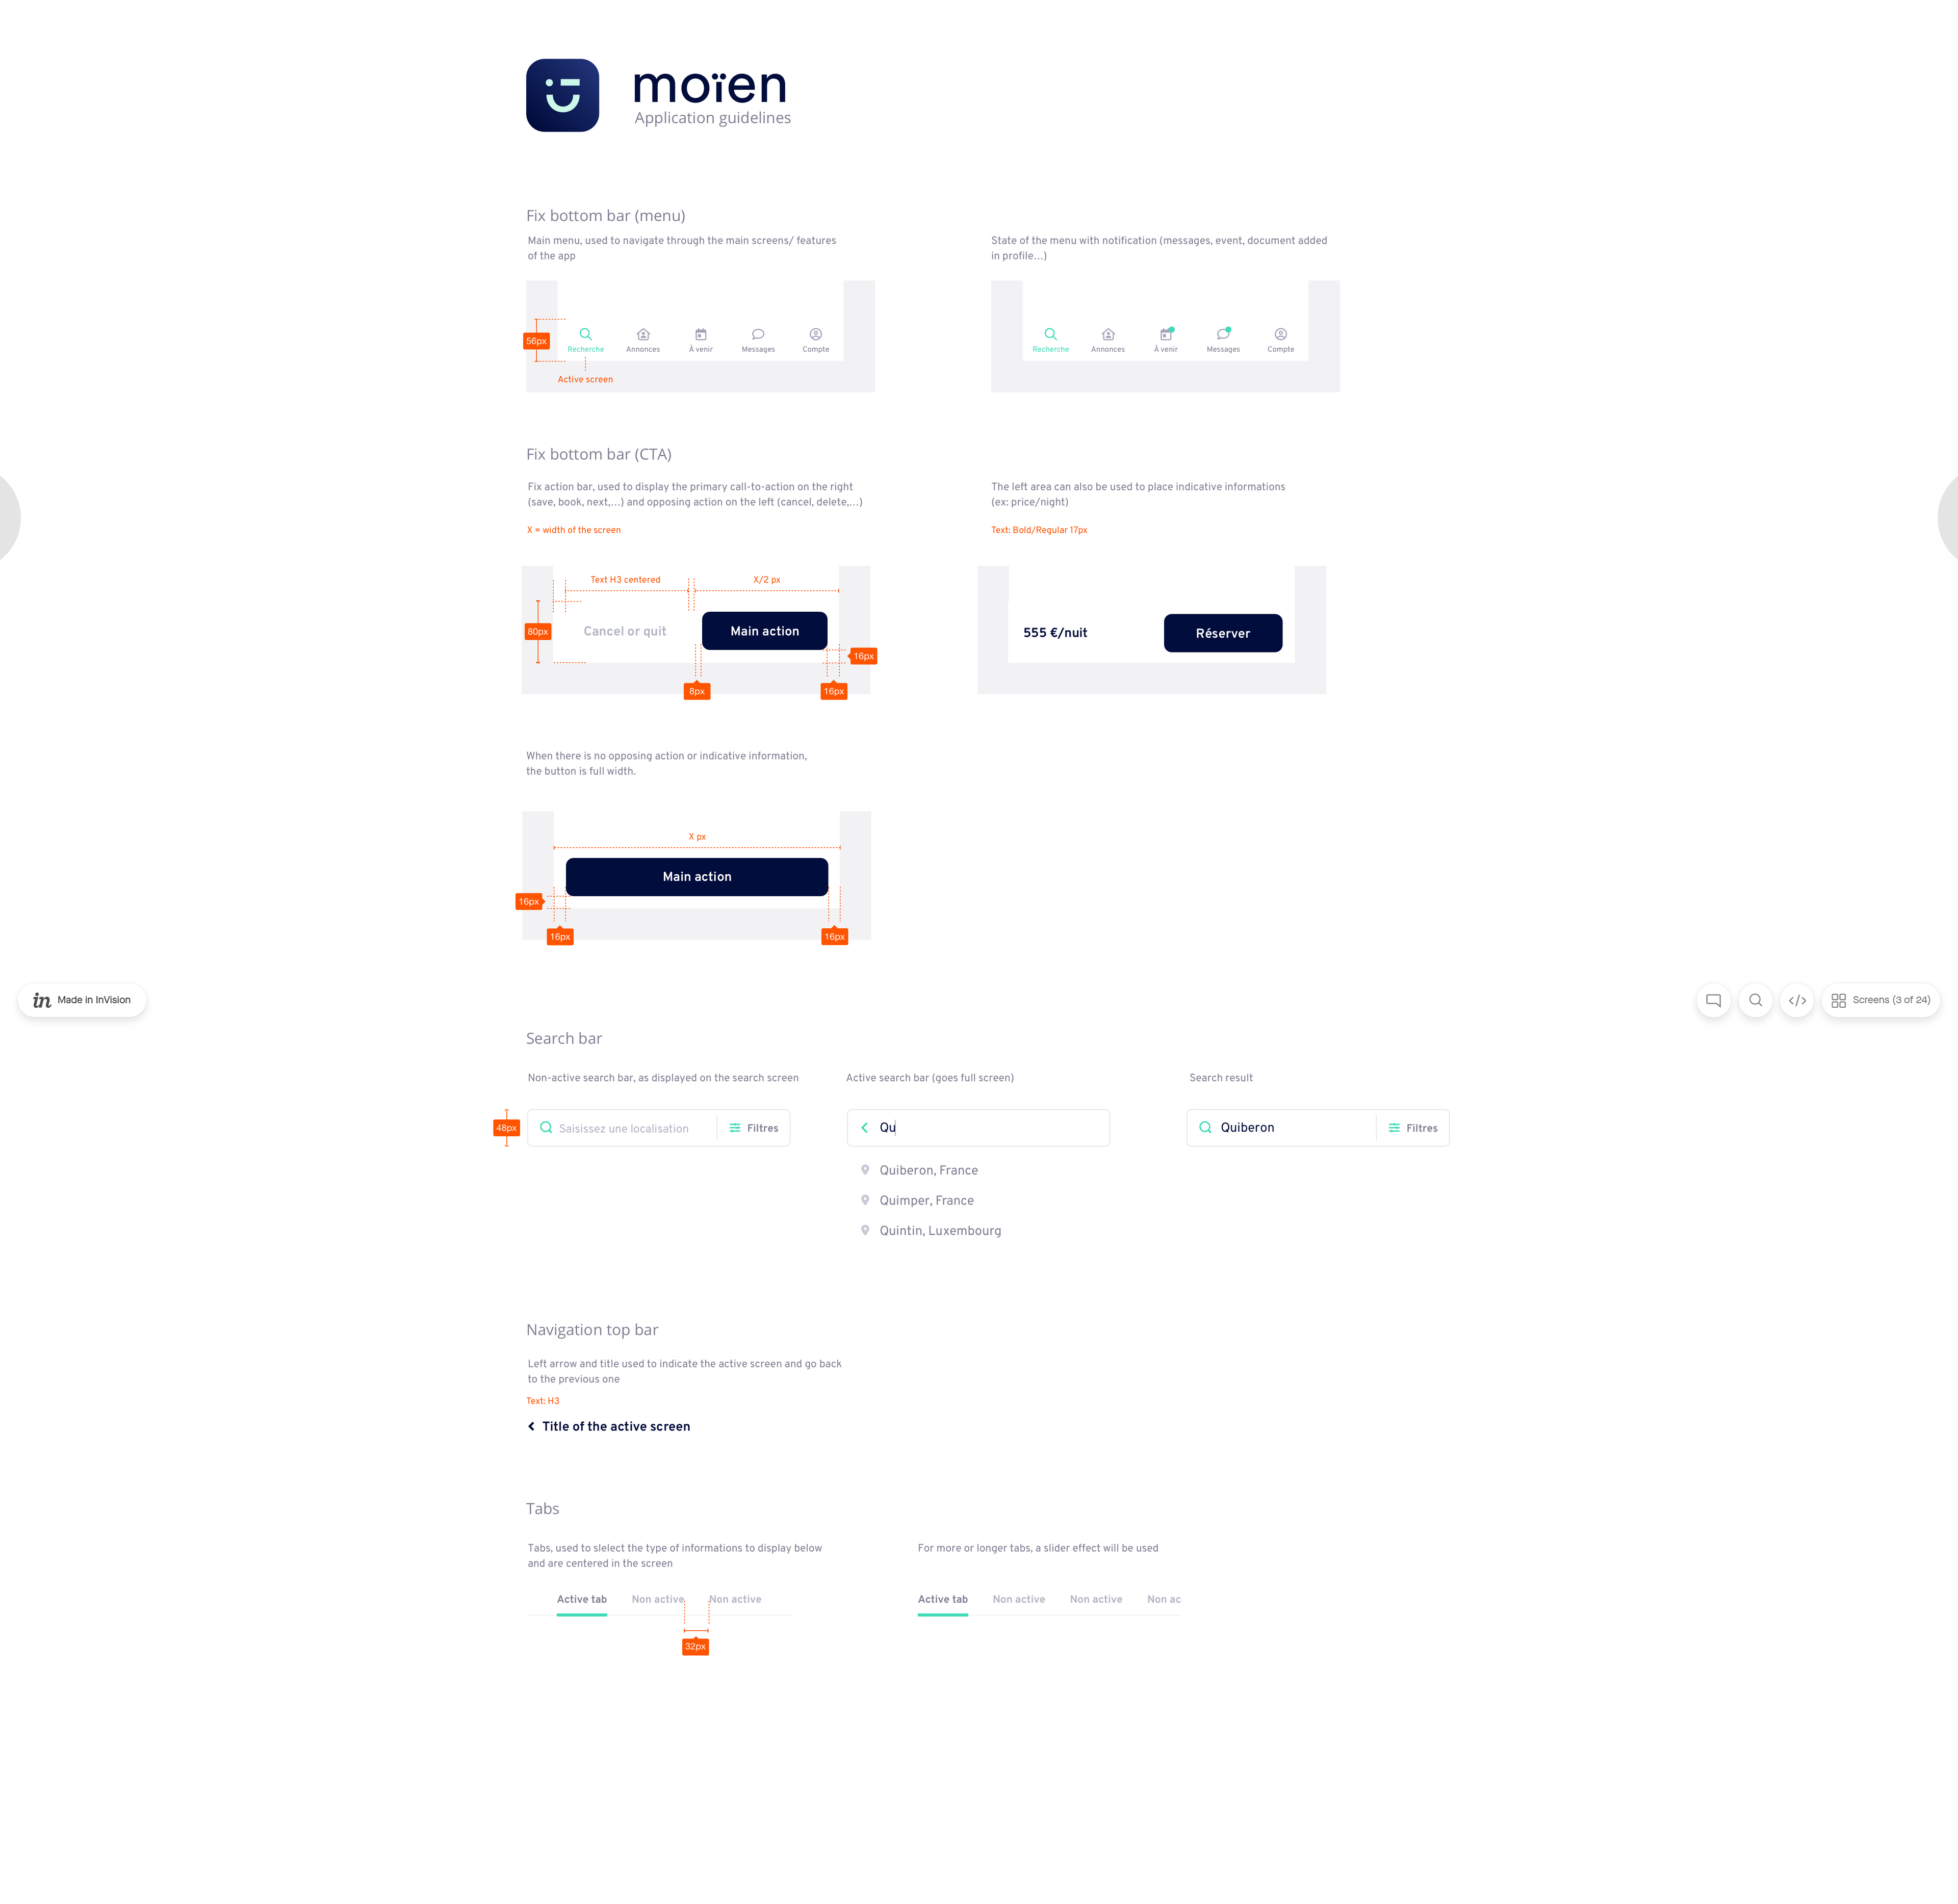 moïen
Application guidelines
Fix bottom bar (menu)
Main menu, used to navigate through the main screens/ features
of the app
State of the menu with notification (messages, event, document added
in profile...)
56px
Recherche
Annonces
À venir
Messages
Compte
Active screen
Recherche
Annonces
À venir
Messages
Compte
Fix bottom bar (CTA)
Fix action bar, used to display the primary call-to-action on the right
(save, book, next,...) and opposing action on the left (cancel, delete,...)
X = width of the screen
The left area can also be used to place indicative informations
(ex: price/night)
Text: Bold/Regular 17px
Text H3 centered
X/2 px
80px
Cancel or quit
Main action
16px
8px
16px
555 €/nuit
Réserver
When there is no opposing action or indicative information,
the button is full width.
X px
Main action
16px
16px
16px
in Made in InVision
Screens (3 of 24)
Search bar
Non-active search bar, as displayed on the search screen
Active search bar (goes full screen)
Search result
48px
Saisissez une localisation
Filtres
Qu
Quiberon
Filtres
Quiberon, France
Quimper, France
Quintin, Luxembourg
Navigation top bar
Left arrow and title used to indicate the active screen and go back
to the previous one
Text: H3
Title of the active screen
Tabs
Tabs, used to slelect the type of informations to display below
and are centered in the screen
For more or longer tabs, a slider effect will be used
Active tab
Non active
Non active
Active tab
Non active
Non active
Non ac
32px